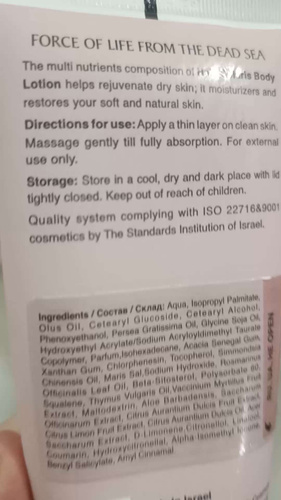 FORCE OF LIFE FROM THE DEAD SEA
The multi nutrients composition of Body
Lotion helps rejuvenate dry skin; it moisturizers and
restores your soft and natural skin.
Directions for use: Apply a thin layer on clean skin.
Massage gently till fully absorption. For external
use only.
Storage: Store in a cool, dry and dark place with lid
tightly closed. Keep out of reach of children.
Quality system complying with ISO 22716&9001
cosmetics by The Standards Institution of Israel.
Ingredients / Состав / Склад: Aqua, Isopropyl Palmitate,
Olus Oil, Cetearyl Glucoside, Cetearyl Alcohol,
Phenoxyethanol, Persea Gratissima Oil, Glycine Soja Oil,
Hydroxyethyl Acrylate/Sodium Acryloyldimethyl Taurate
Copolymer, Parfum, Isohexadecane, Acacia Senegal Gum,
Xanthan Gum, Chlorphenesin, Tocopherol, Simmondsia
Chinensis Oil, Maris Sal, Sodium Hydroxide, Rosmarinus
Officinalis Leaf Oil, Beta-Sitosterol, Polysorbate 60,
Squalene, Thymus Vulgaris Oil, Vaccinium Myrtillus Fruit
Extract, Maltodextrin, Aloe Barbadensis, Saccharum
Officinarum Extract, Citrus Aurantium Dulcis Fruit Extract,
Citrus Limon Fruit Extract, Citrus Aurantium Dulcis Oil, Acer
Saccharum Extract, D-Limonene, Citronellol, Linalool,
Coumarin, Hydroxycitronellal, Alpha Isomethyl Ionone,
Benzyl Salicylate, Amyl Cinnamal.
OPEN
Israel